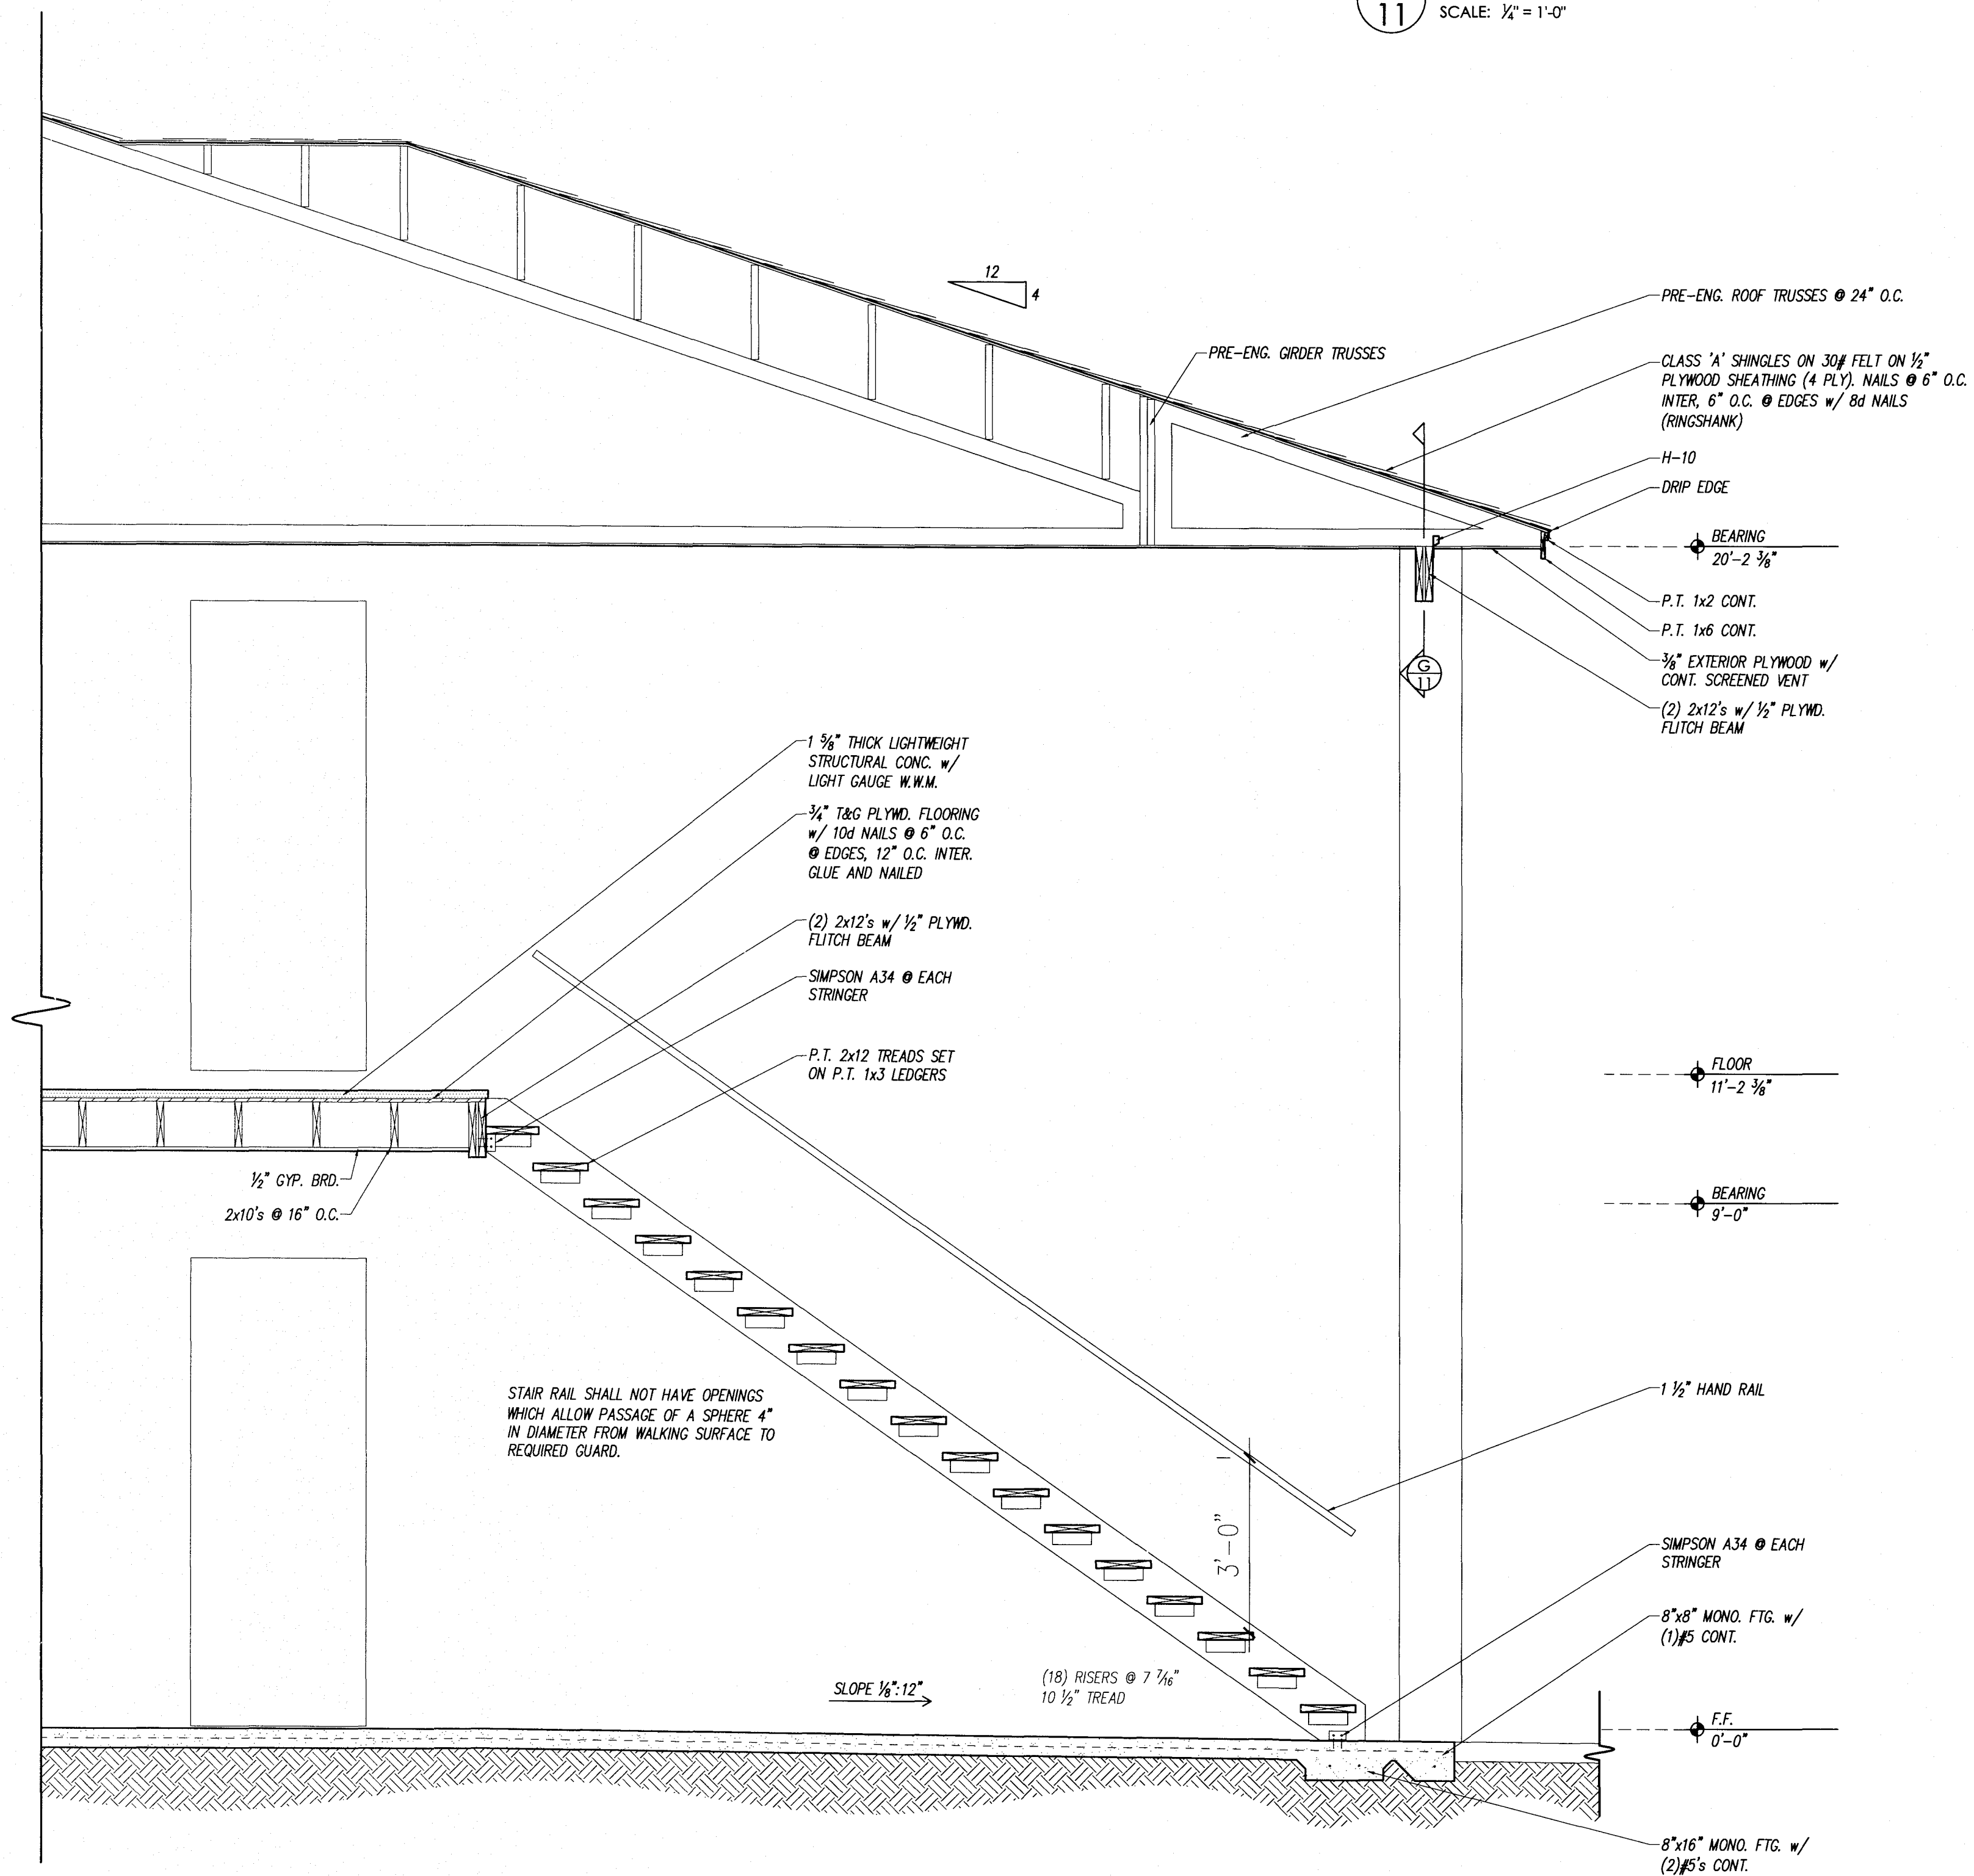 11
SCALE: ¼" = 1'-0"
12
4
PRE-ENG. ROOF TRUSSES @ 24" O.C.
PRE-ENG. GIRDER TRUSSES
CLASS 'A' SHINGLES ON 30# FELT ON ½"
PLYWOOD SHEATHING (4 PLY). NAILS @ 6" O.C.
INTER, 6" O.C. @ EDGES w/ 8d NAILS
(RINGSHANK)
H-10
DRIP EDGE
BEARING
20'-2 ⅜"
P.T. 1x2 CONT.
P.T. 1x6 CONT.
⅜" EXTERIOR PLYWOOD w/
CONT. SCREENED VENT
(2) 2x12's w/ ½" PLYWD.
FLITCH BEAM
G
11
1 ⅝" THICK LIGHTWEIGHT
STRUCTURAL CONC. w/
LIGHT GAUGE W.W.M.
¾" T&G PLYWD. FLOORING
w/ 10d NAILS @ 6" O.C.
@ EDGES, 12" O.C. INTER.
GLUE AND NAILED
(2) 2x12's w/ ½" PLYWD.
FLITCH BEAM
SIMPSON A34 @ EACH
STRINGER
P.T. 2x12 TREADS SET
ON P.T. 1x3 LEDGERS
FLOOR
11'-2 ⅜"
½" GYP. BRD.
2x10's @ 16" O.C.
BEARING
9'-0"
STAIR RAIL SHALL NOT HAVE OPENINGS
WHICH ALLOW PASSAGE OF A SPHERE 4"
IN DIAMETER FROM WALKING SURFACE TO
REQUIRED GUARD.
1 ½" HAND RAIL
3'-0"
SIMPSON A34 @ EACH
STRINGER
8"x8" MONO. FTG. w/
(1)#5 CONT.
SLOPE ⅛":12"
(18) RISERS @ 7 7/16"
10 ½" TREAD
F.F.
0'-0"
8"x16" MONO. FTG. w/
(2)#5's CONT.